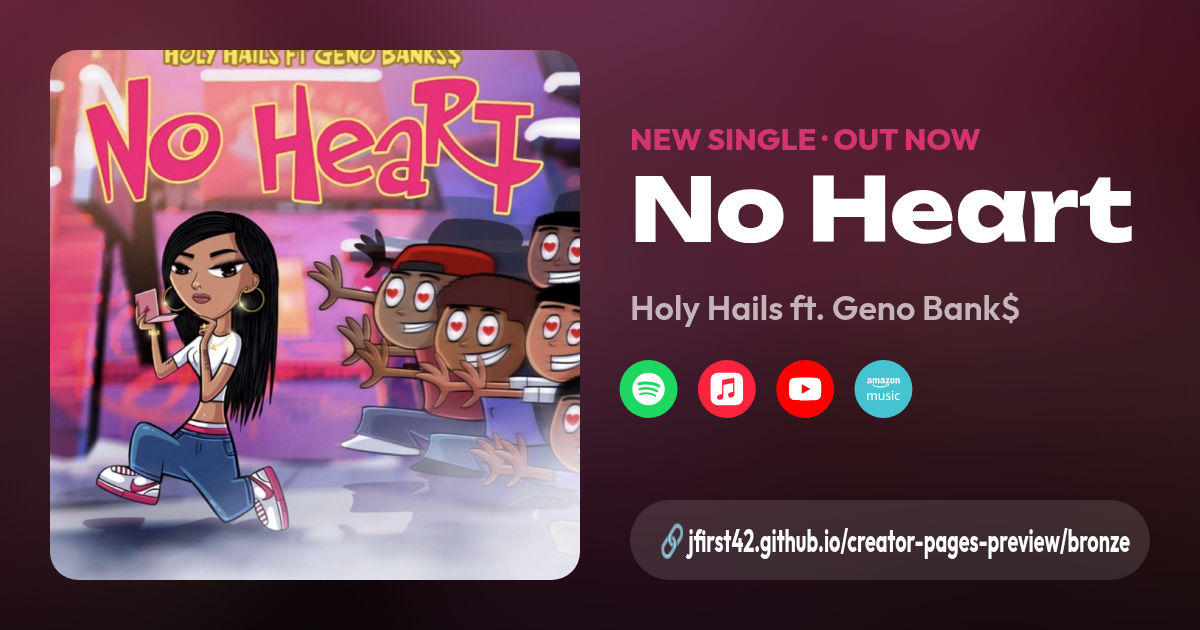 HOLY HAILS FT GENO BANK$$
No HeaRT
NEW SINGLE · OUT NOW
No Heart
Holy Hails ft. Geno Bank$
amazon
music
jfirst42.github.io/creator-pages-preview/bronze